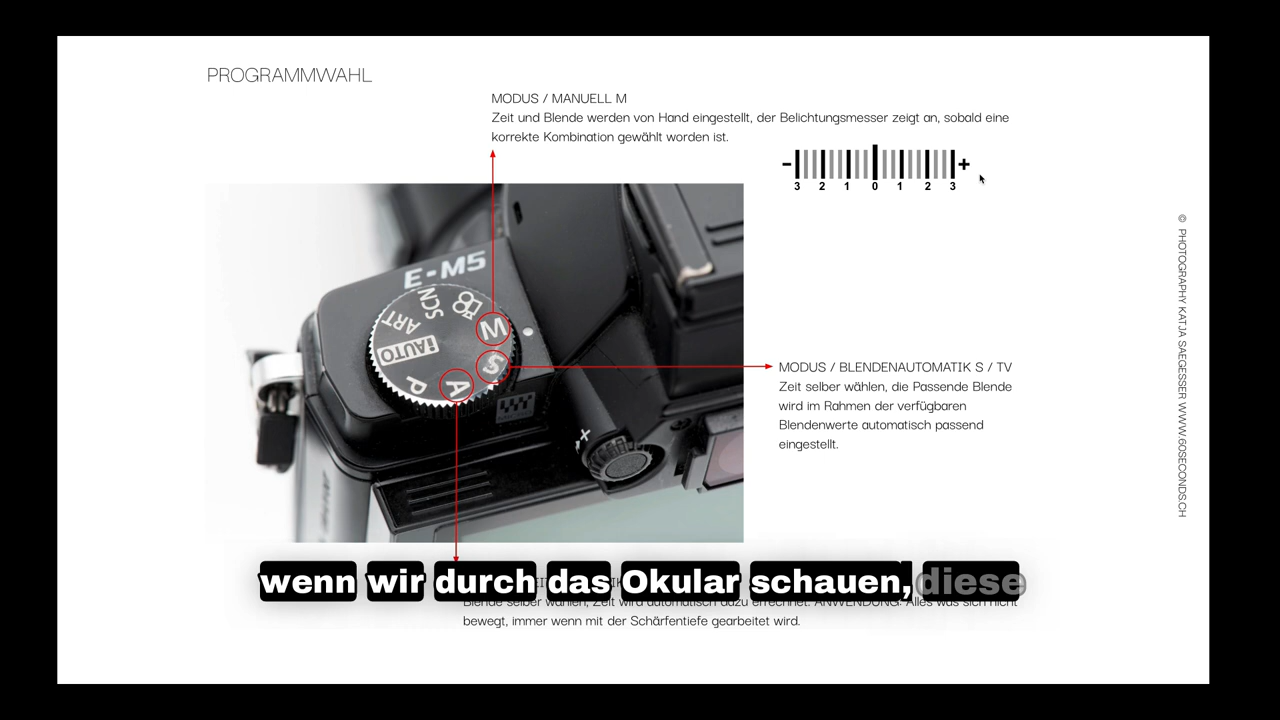 PROGRAMMWAHL
MODUS / MANUELL M
Zeit und Blende werden von Hand eingestellt, der Belichtungsmesser zeigt an, sobald eine
korrekte Kombination gewählt worden ist.
- +
3 2 1 0 1 2 3
E-M5
SCN
ART
iAUTO
P
A
S
M
MODUS / BLENDENAUTOMATIK S / TV
Zeit selber wählen, die Passende Blende
wird im Rahmen der verfügbaren
Blendenwerte automatisch passend
eingestellt.
wenn wir durch das Okular schauen, diese
Blende selber wählen, Zeit wird automatisch dazu errechnet. ANWENDUNG: Alles was sich nicht
bewegt, immer wenn mit der Schärfentiefe gearbeitet wird.
© PHOTOGRAPHY KATJA SAEGESSER WWW.60SECONDS.CH